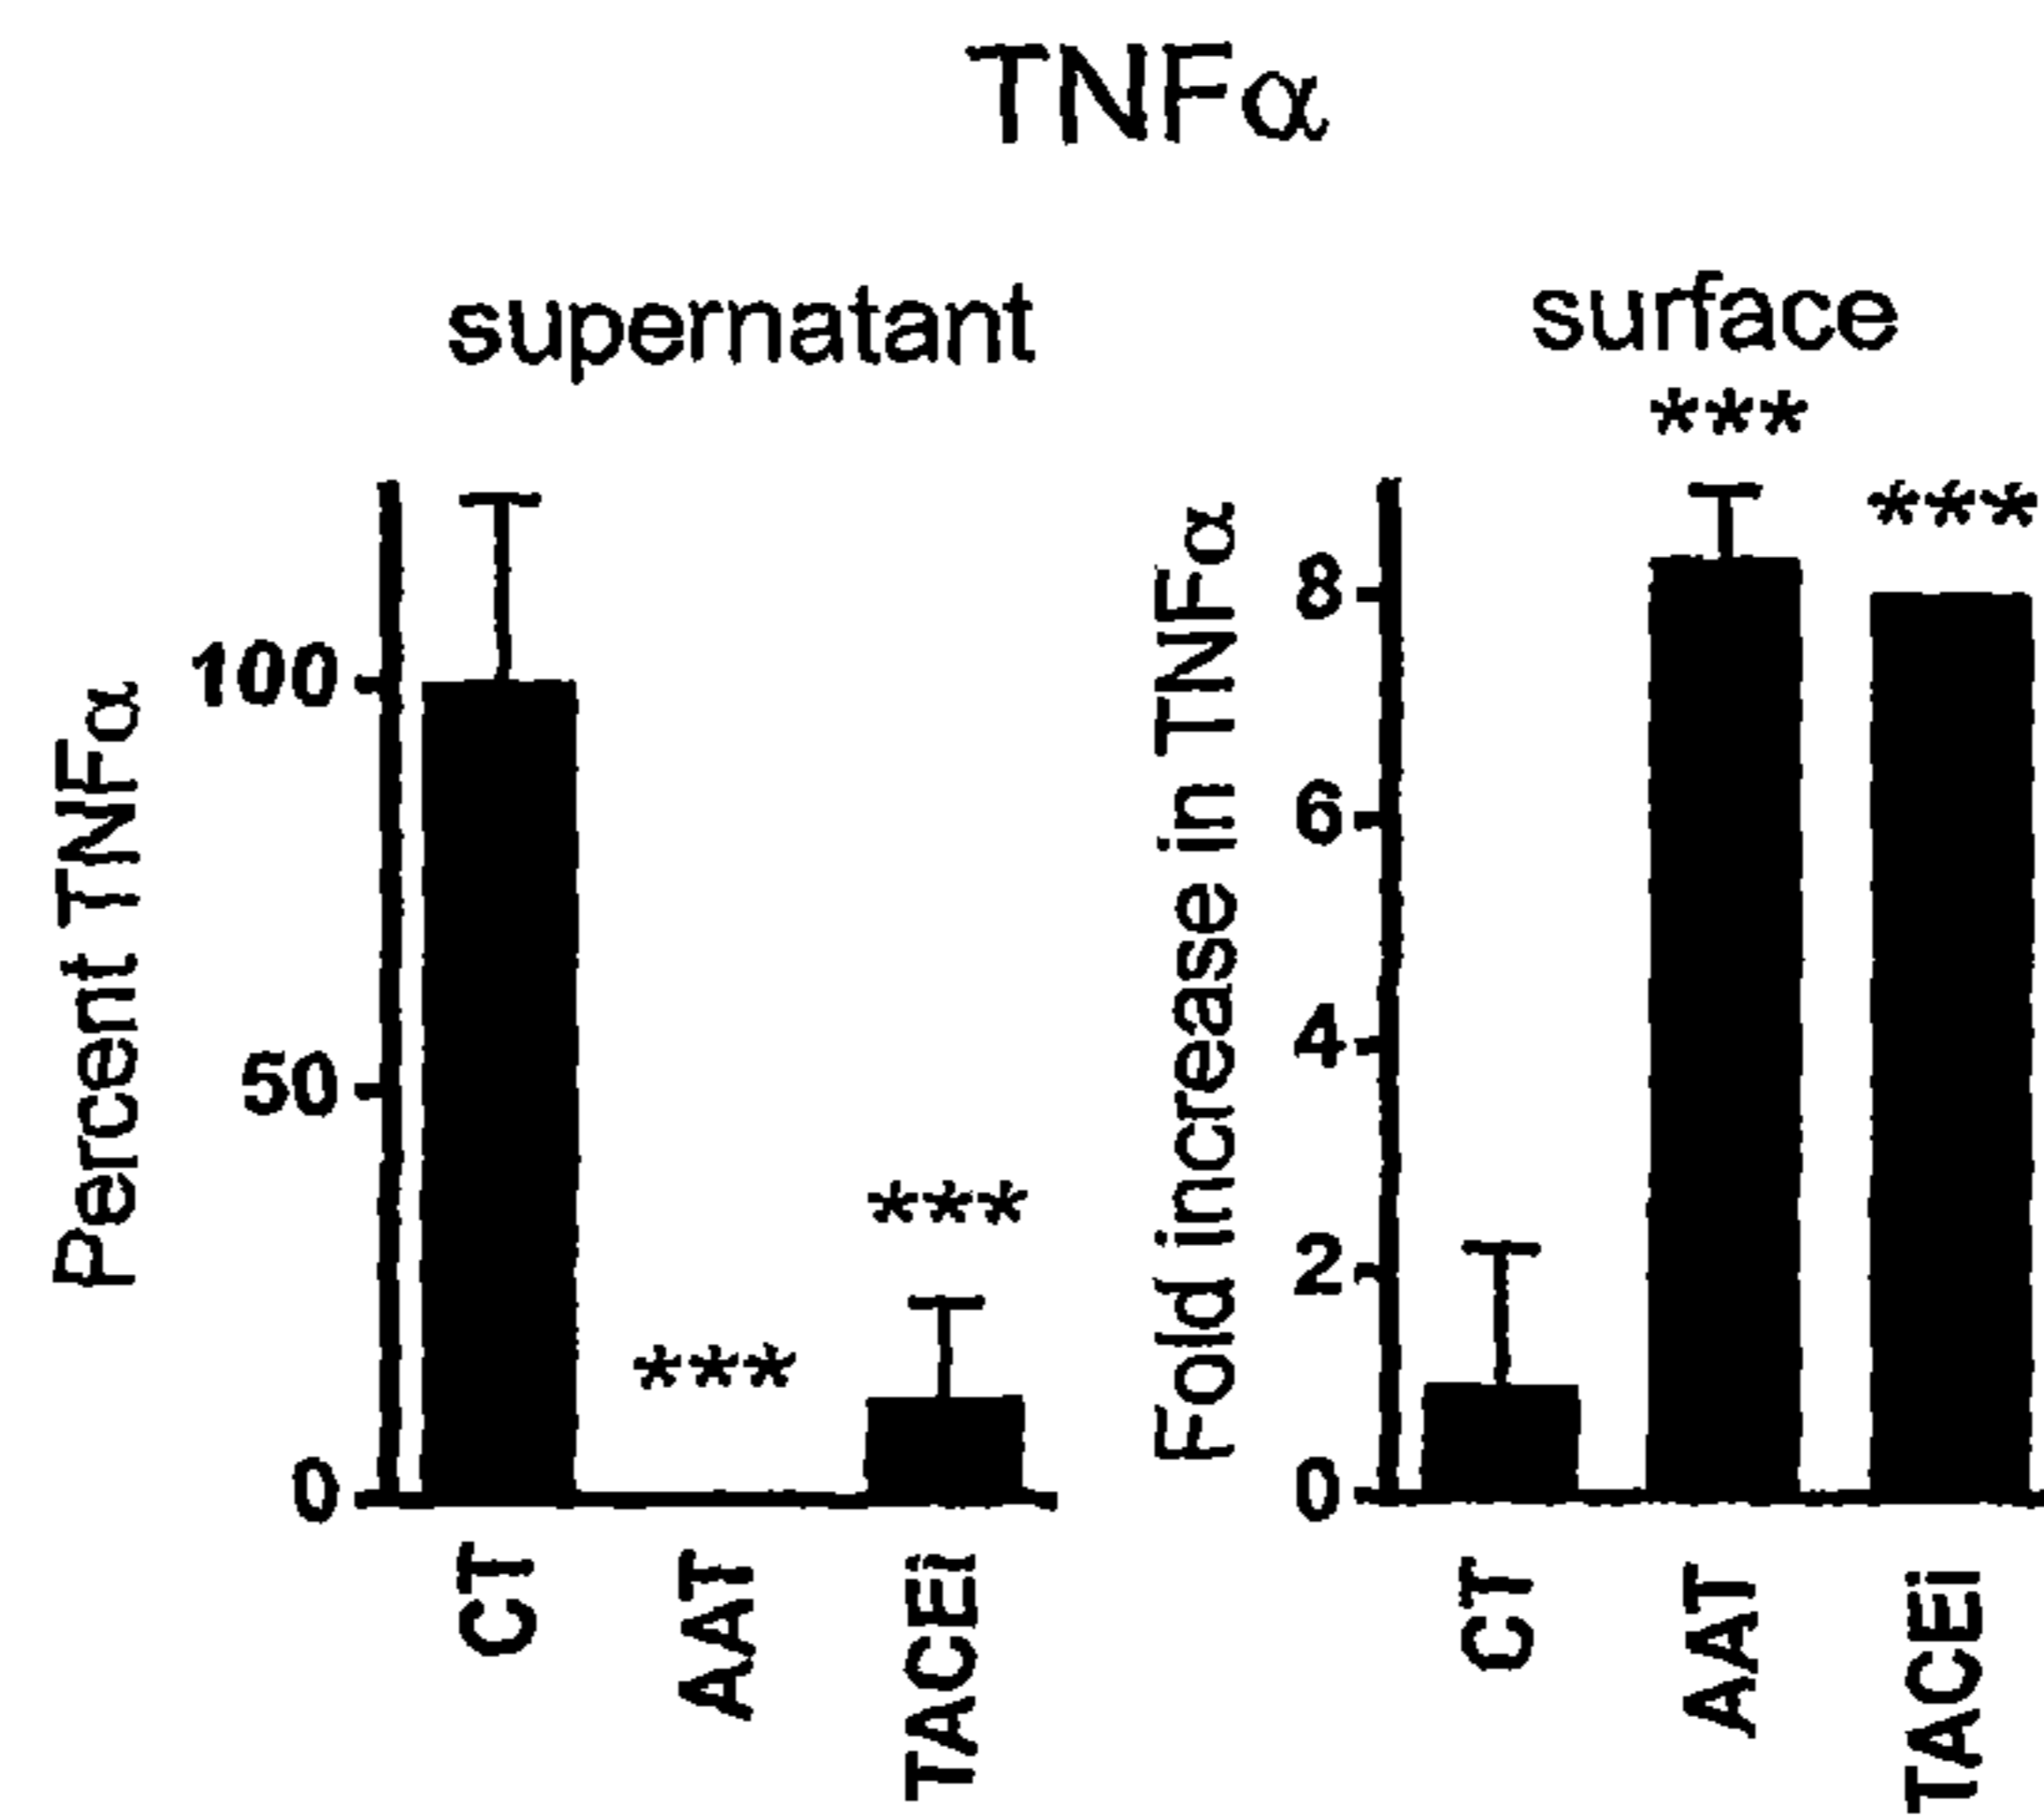 TNFα
supernatant
surface
***
***
Percent TNFα
100
50
0
***
***
CT
AAT
TACEi
Fold increase in TNFα
8
6
4
2
0
CT
AAT
TACEi